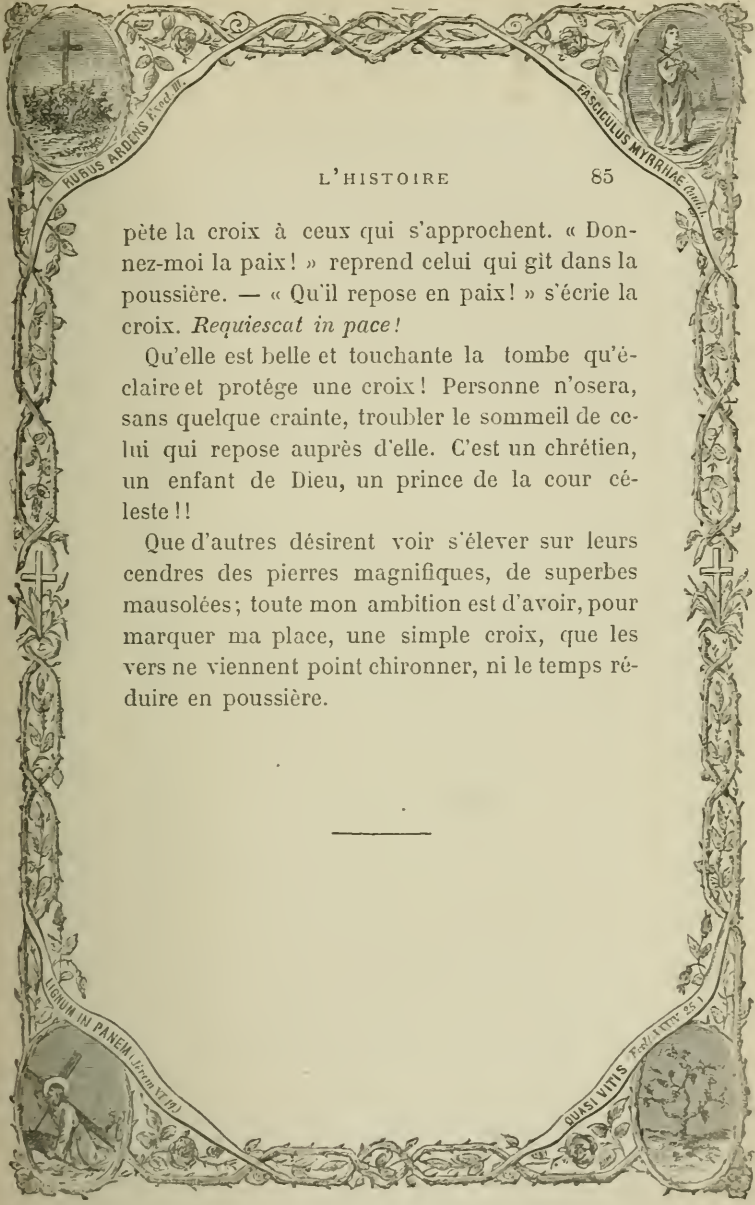 RUBUS ARDENS Exod. III.
FASCICULUS MYRRHAE Cant. I.
L'HISTOIRE 85
pète la croix à ceux qui s'approchent. « Don-
nez-moi la paix! » reprend celui qui git dans la
poussière. — « Qu'il repose en paix! » s'écrie la
croix. Requiescat in pace!
Qu'elle est belle et touchante la tombe qu'é-
claire et protége une croix! Personne n'osera,
sans quelque crainte, troubler le sommeil de ce-
lui qui repose auprès d'elle. C'est un chrétien,
un enfant de Dieu, un prince de la cour cé-
leste!!
Que d'autres désirent voir s'élever sur leurs
cendres des pierres magnifiques, de superbes
mausolées; toute mon ambition est d'avoir, pour
marquer ma place, une simple croix, que les
vers ne viennent point chironner, ni le temps ré-
duire en poussière.
LIGNUM IN PANEM (Jérem
QUASI VITIS